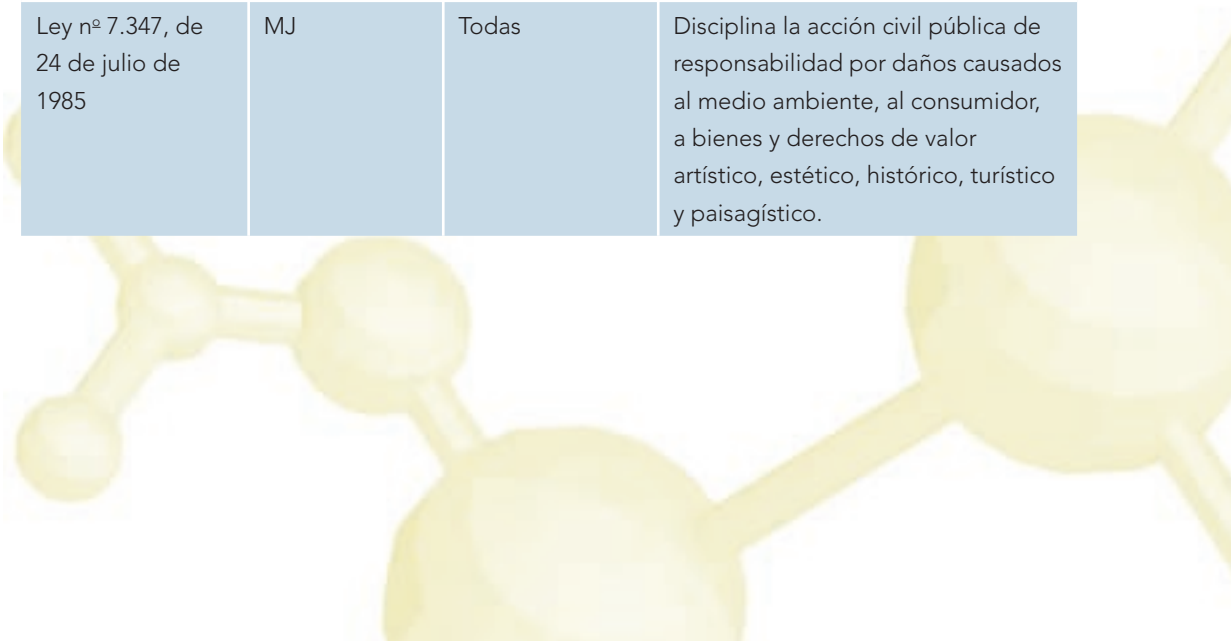 Ley nº 7.347, de
24 de julio de
1985
MJ
Todas
Disciplina la acción civil pública de
responsabilidad por daños causados
al medio ambiente, al consumidor,
a bienes y derechos de valor
artístico, estético, histórico, turístico
y paisagístico.